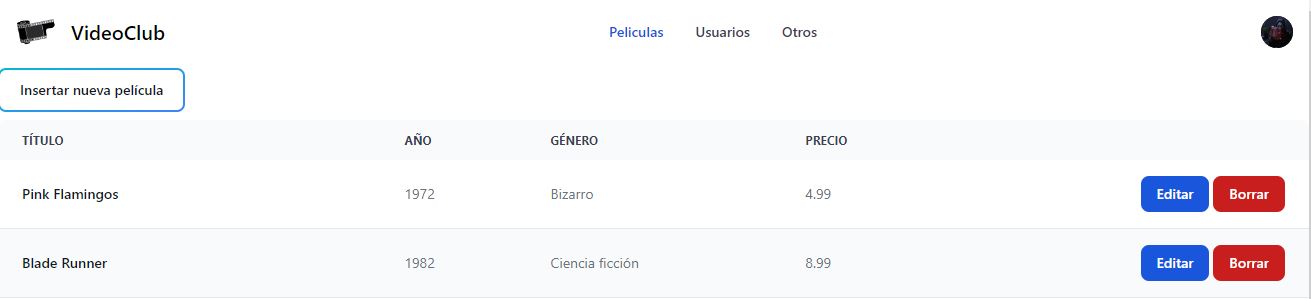 VideoClub Peliculas Usuarios Otros
Insertar nueva película
TÍTULO AÑO GÉNERO PRECIO
Pink Flamingos 1972 Bizarro 4.99 Editar Borrar
Blade Runner 1982 Ciencia ficción 8.99 Editar Borrar